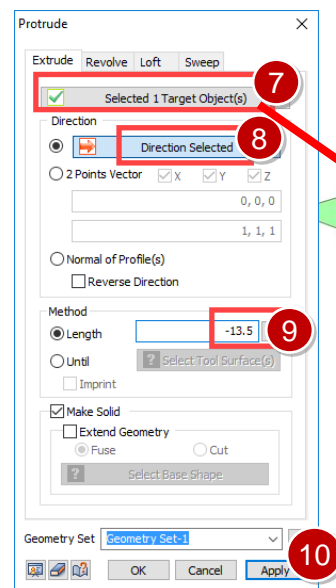 Protrude
Extrude Revolve Loft Sweep
7
Selected 1 Target Object(s)
Direction
8
Direction Selected
2 Points Vector X Y Z
0, 0, 0
1, 1, 1
Normal of Profile(s)
Reverse Direction
Method
Length -13.5 9
Until ? Select Tool Surface(s)
Imprint
Make Solid
Extend Geometry
Fuse Cut
? Select Base Shape
Geometry Set Geometry Set-1
10
OK Cancel Apply